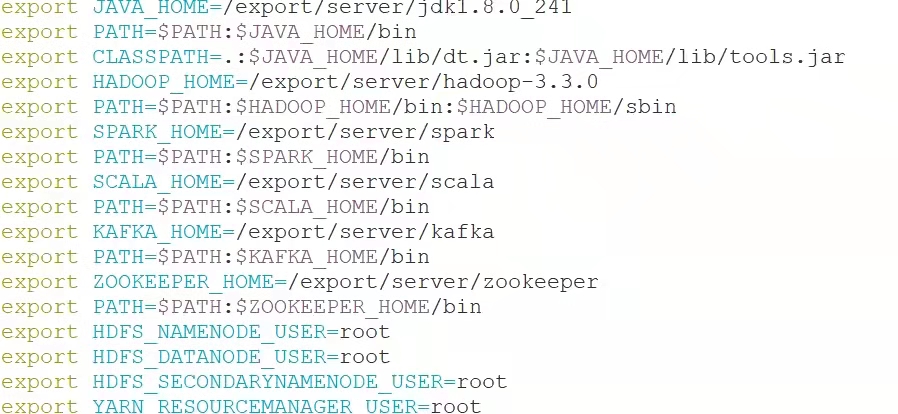 export JAVA_HOME=/export/server/jdk1.8.0_241
export PATH=$PATH:$JAVA_HOME/bin
export CLASSPATH=.:$JAVA_HOME/lib/dt.jar:$JAVA_HOME/lib/tools.jar
export HADOOP_HOME=/export/server/hadoop-3.3.0
export PATH=$PATH:$HADOOP_HOME/bin:$HADOOP_HOME/sbin
export SPARK_HOME=/export/server/spark
export PATH=$PATH:$SPARK_HOME/bin
export SCALA_HOME=/export/server/scala
export PATH=$PATH:$SCALA_HOME/bin
export KAFKA_HOME=/export/server/kafka
export PATH=$PATH:$KAFKA_HOME/bin
export ZOOKEEPER_HOME=/export/server/zookeeper
export PATH=$PATH:$ZOOKEEPER_HOME/bin
export HDFS_NAMENODE_USER=root
export HDFS_DATANODE_USER=root
export HDFS_SECONDARYNAMENODE_USER=root
export YARN_RESOURCEMANAGER_USER=root